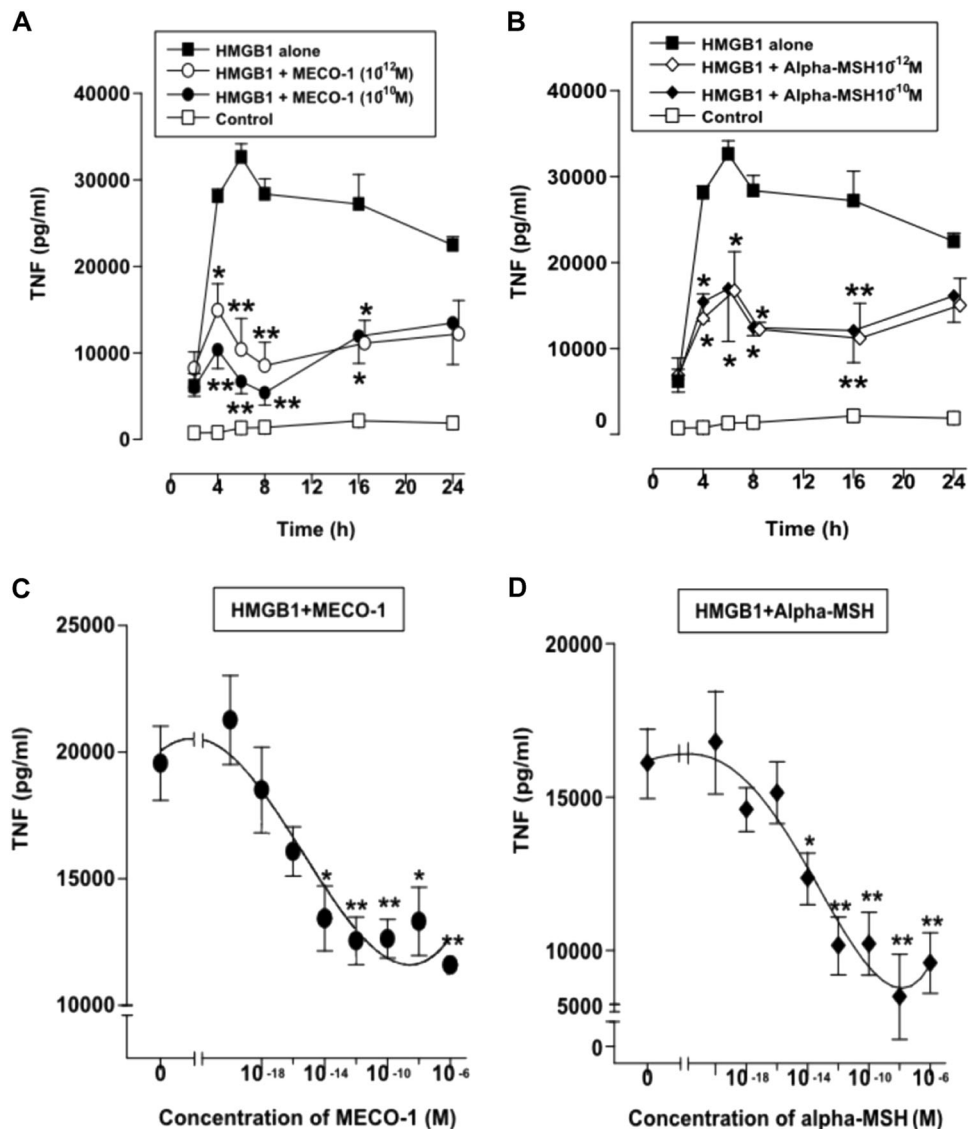 A
HMGB1 alone
HMGB1 + MECO-1 (10⁻¹²M)
HMGB1 + MECO-1 (10⁻¹⁰M)
Control
40000
30000
20000
10000
0
TNF (pg/ml)
* ** ** *
** ** ** *
0 4 8 12 16 20 24
Time (h)
B
HMGB1 alone
HMGB1 + Alpha-MSH10⁻¹²M
HMGB1 + Alpha-MSH10⁻¹⁰M
Control
40000
30000
20000
10000
0
TNF (pg/ml)
* * * **
* * * **
0 4 8 12 16 20 24
Time (h)
C
HMGB1+MECO-1
25000
20000
15000
10000
TNF (pg/ml)
* ** ** * **
0 10⁻¹⁸ 10⁻¹⁴ 10⁻¹⁰ 10⁻⁶
Concentration of MECO-1 (M)
D
HMGB1+Alpha-MSH
20000
15000
10000
5000
0
TNF (pg/ml)
* ** ** ** **
0 10⁻¹⁸ 10⁻¹⁴ 10⁻¹⁰ 10⁻⁶
Concentration of alpha-MSH (M)